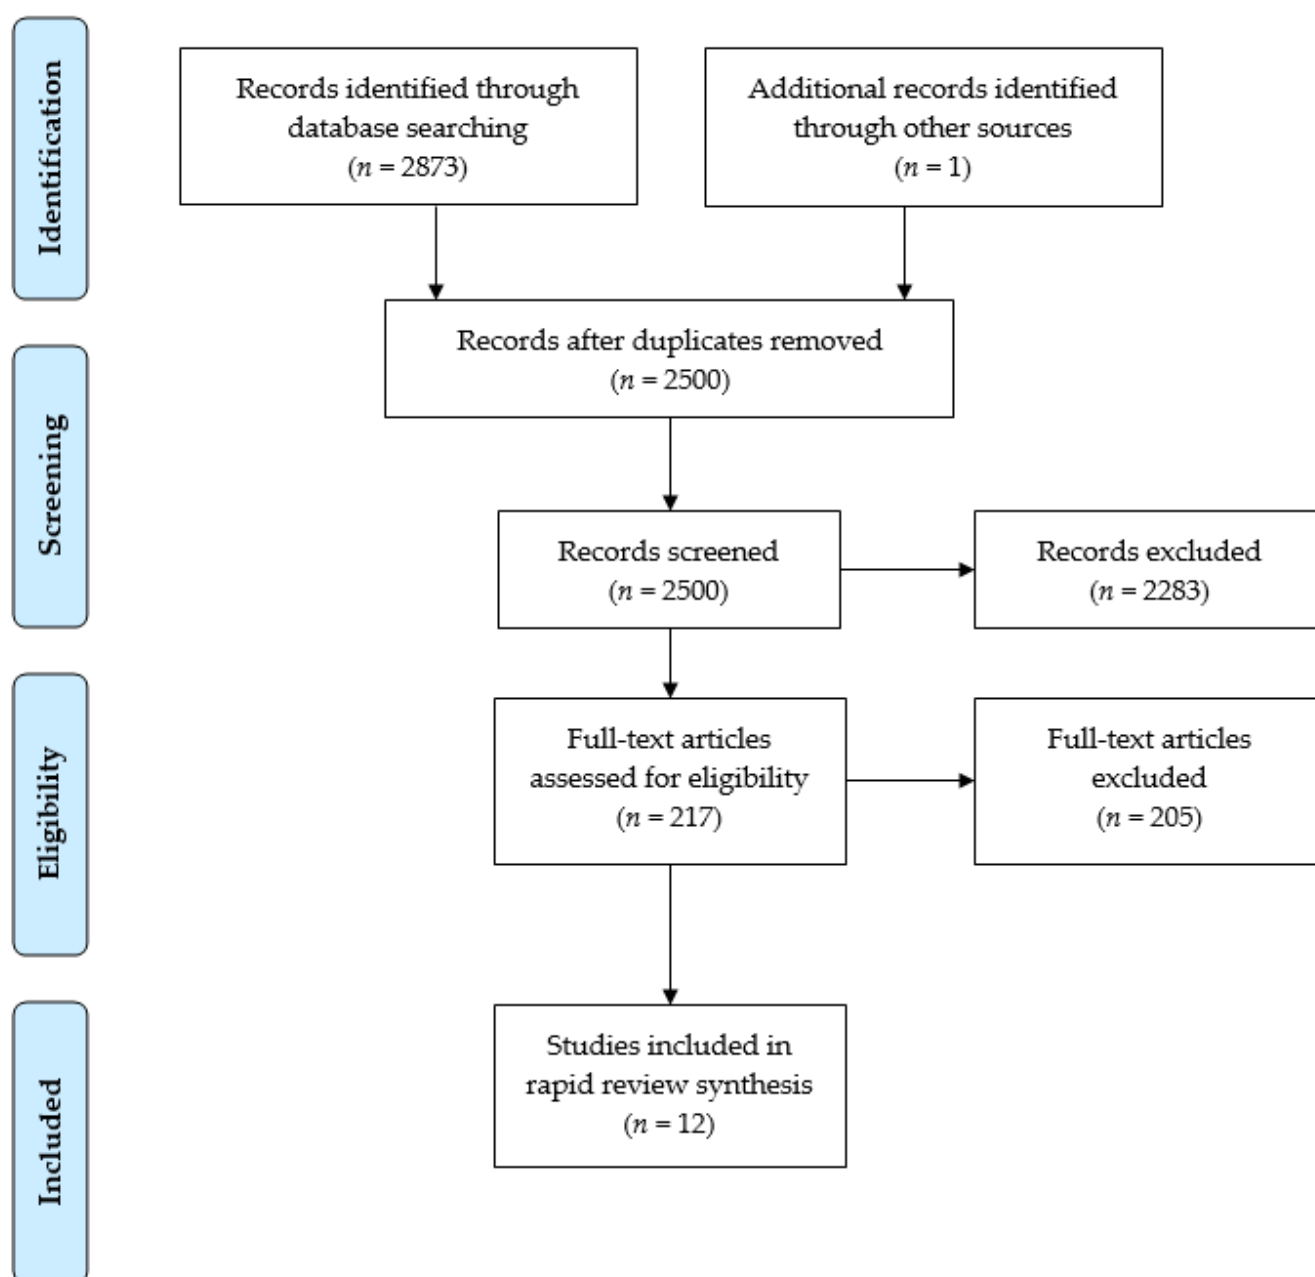 Identification
Records identified through
database searching
(n = 2873)
Additional records identified
through other sources
(n = 1)
Records after duplicates removed
(n = 2500)
Screening
Records screened
(n = 2500)
Records excluded
(n = 2283)
Eligibility
Full-text articles
assessed for eligibility
(n = 217)
Full-text articles
excluded
(n = 205)
Included
Studies included in
rapid review synthesis
(n = 12)